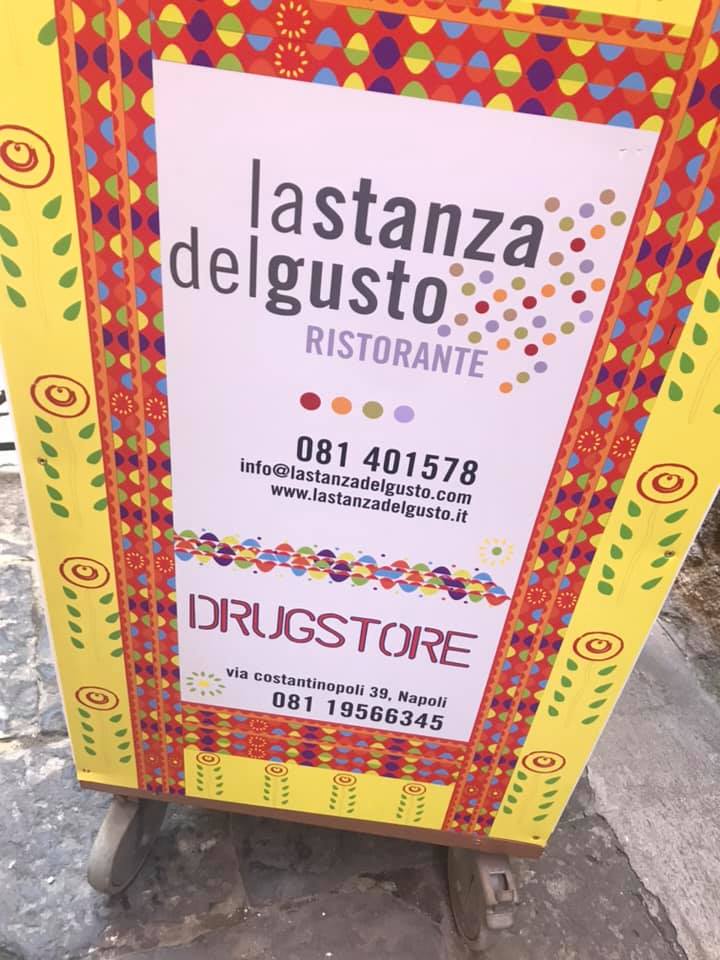 lastanza
delgusto
RISTORANTE
081 401578
info@lastanzadelgusto.com
www.lastanzadelgusto.it
DRUGSTORE
via costantinopoli 39, Napoli
081 19566345